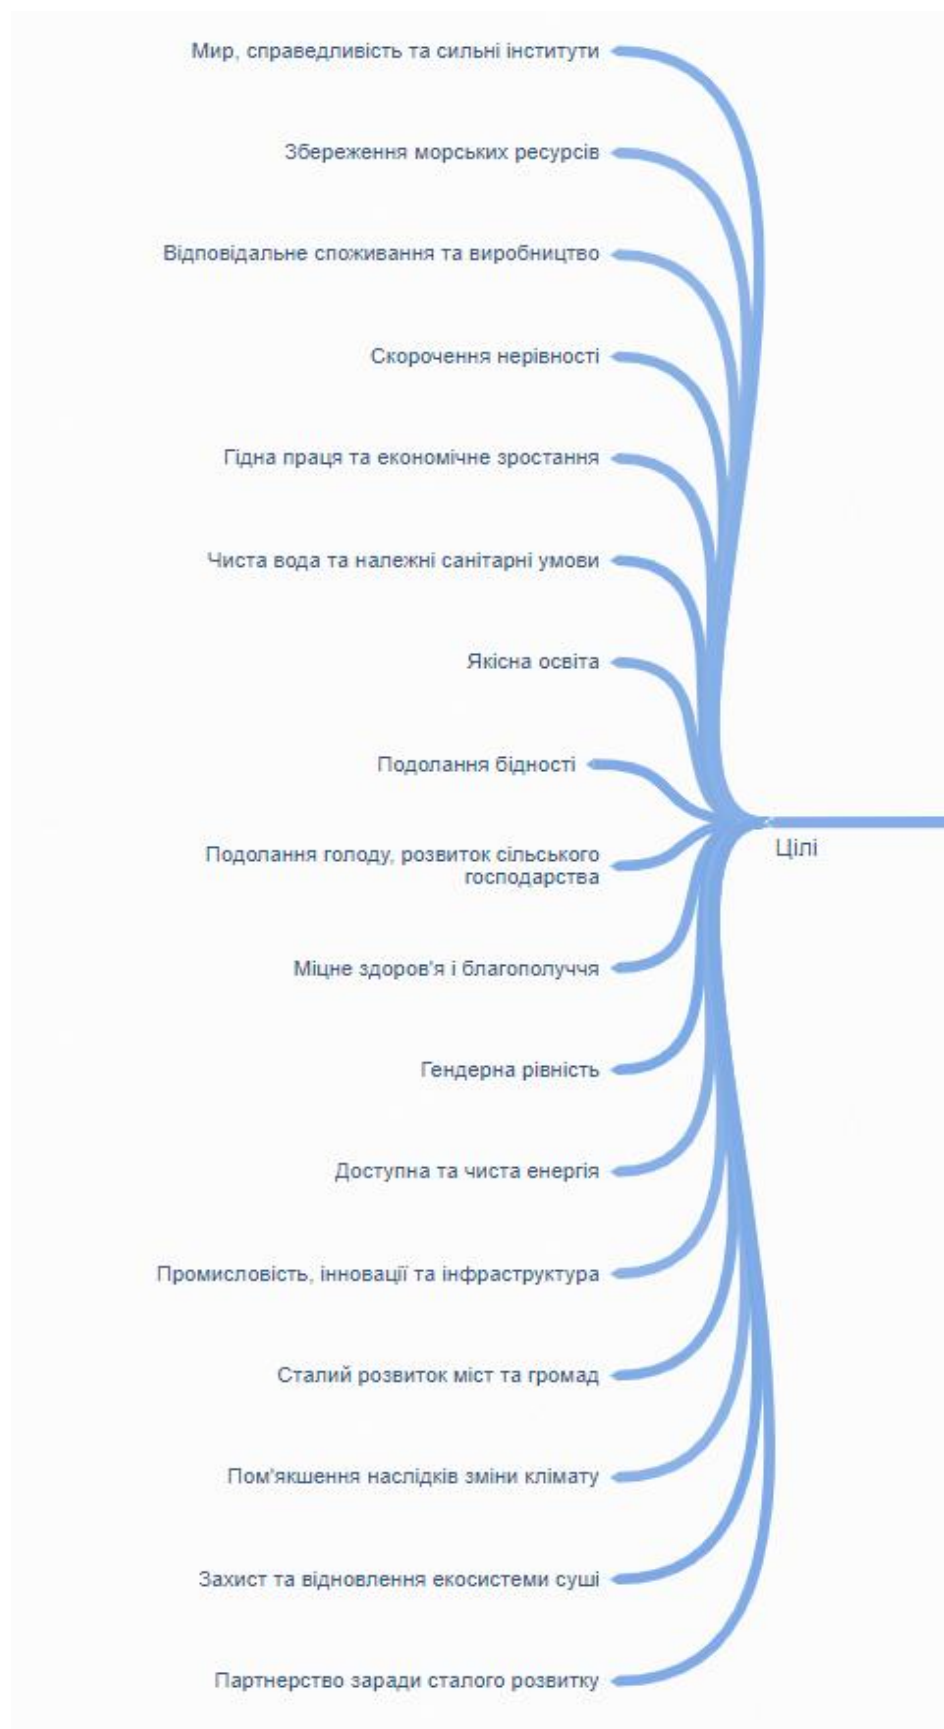 Мир, справедливість та сильні інститути
Збереження морських ресурсів
Відповідальне споживання та виробництво
Скорочення нерівності
Гідна праця та економічне зростання
Чиста вода та належні санітарні умови
Якісна освіта
Подолання бідності
Цілі
Подолання голоду, розвиток сільського
господарства
Міцне здоров'я і благополуччя
Гендерна рівність
Доступна та чиста енергія
Промисловість, інновації та інфраструктура
Сталий розвиток міст та громад
Пом'якшення наслідків зміни клімату
Захист та відновлення екосистеми суші
Партнерство заради сталого розвитку